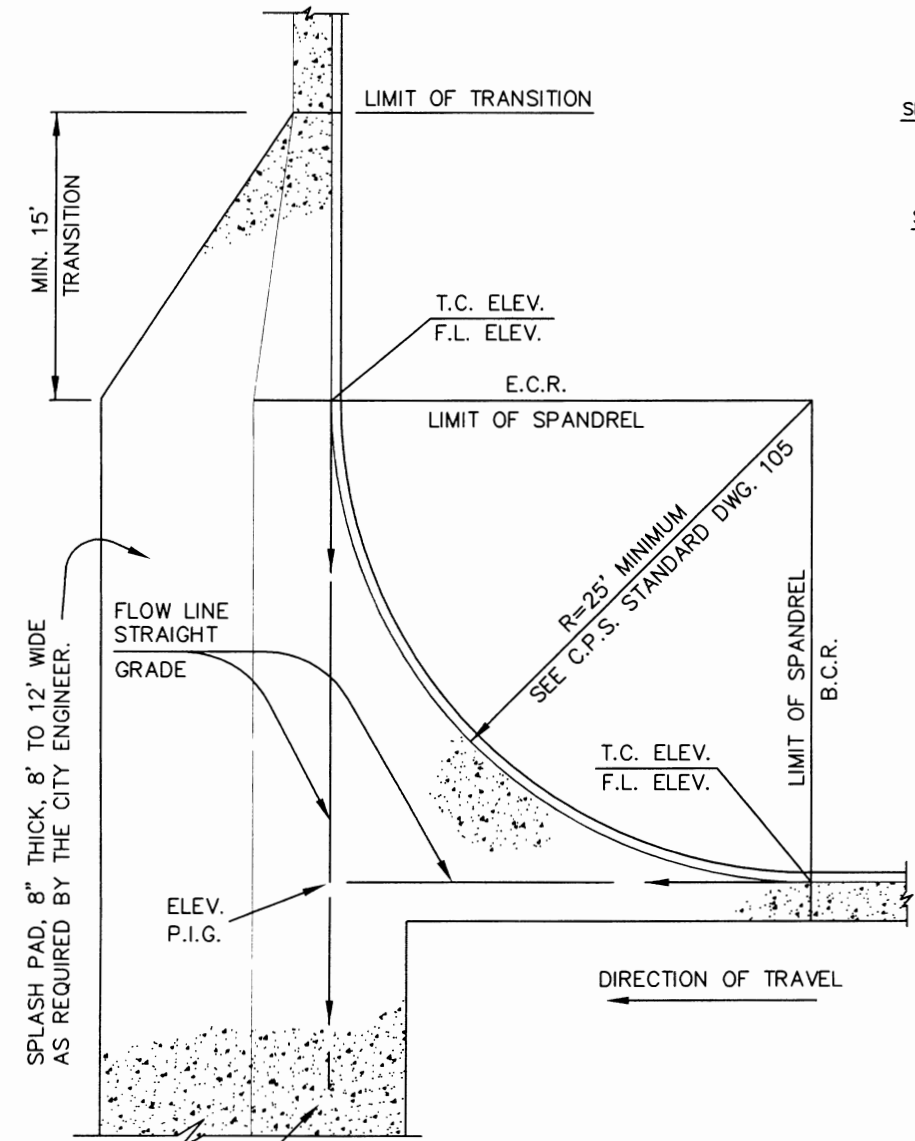 LIMIT OF TRANSITION
MIN. 15'
TRANSITION
T.C. ELEV.
F.L. ELEV.
E.C.R.
LIMIT OF SPANDREL
R=25' MINIMUM
SEE C.P.S. STANDARD DWG. 105
LIMIT OF SPANDREL
B.C.R.
FLOW LINE
STRAIGHT
GRADE
SPLASH PAD, 8" THICK, 8' TO 12' WIDE
AS REQUIRED BY THE CITY ENGINEER.
T.C. ELEV.
F.L. ELEV.
ELEV.
P.I.G.
DIRECTION OF TRAVEL